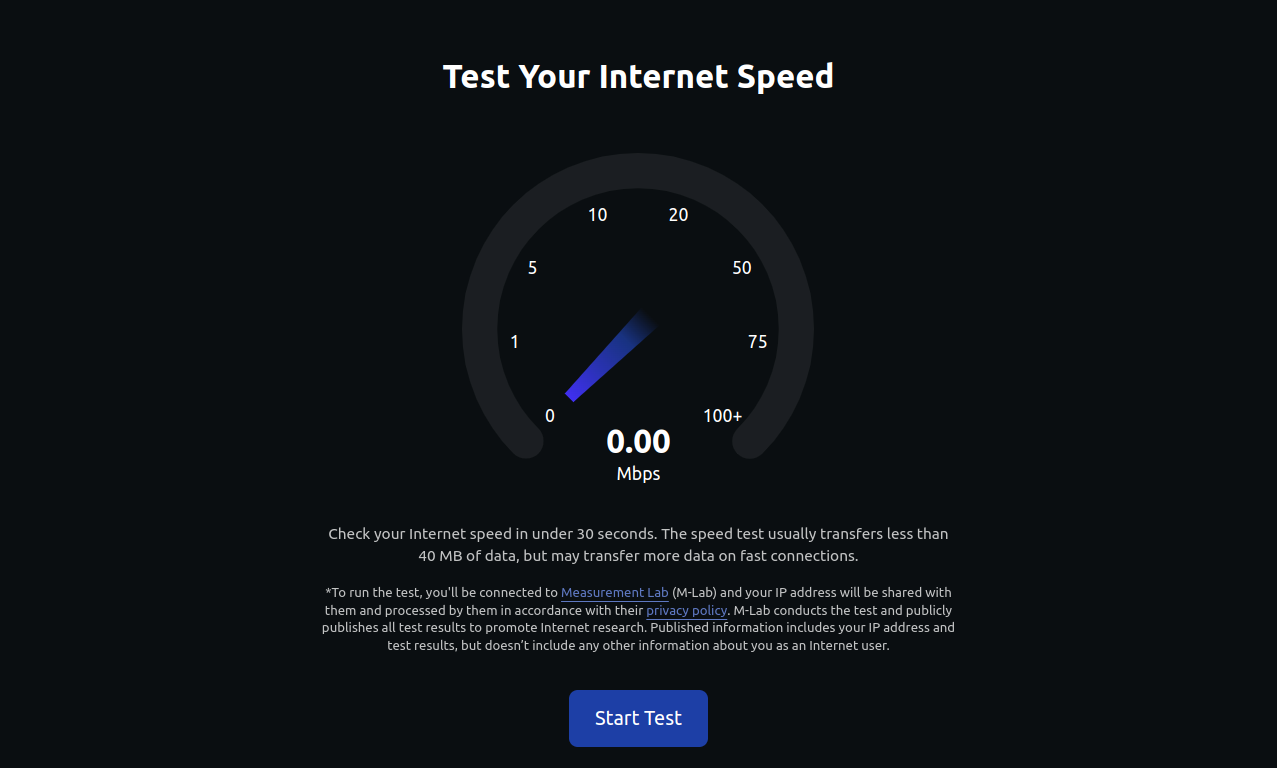 Test Your Internet Speed
10
20
5
50
1
75
0
100+
0.00
Mbps
Check your Internet speed in under 30 seconds. The speed test usually transfers less than
40 MB of data, but may transfer more data on fast connections.
*To run the test, you'll be connected to Measurement Lab (M-Lab) and your IP address will be shared with
them and processed by them in accordance with their privacy policy. M-Lab conducts the test and publicly
publishes all test results to promote Internet research. Published information includes your IP address and
test results, but doesn’t include any other information about you as an Internet user.
Start Test